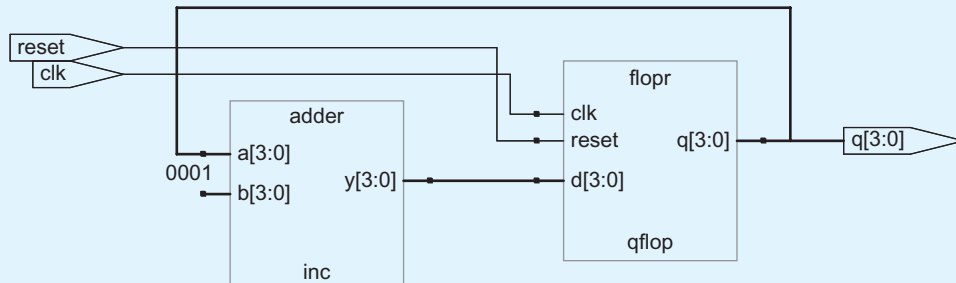 reset
clk
adder
0001
a[3:0]
b[3:0]
y[3:0]
inc
flopr
clk
reset
d[3:0]
q[3:0]
qflop
q[3:0]